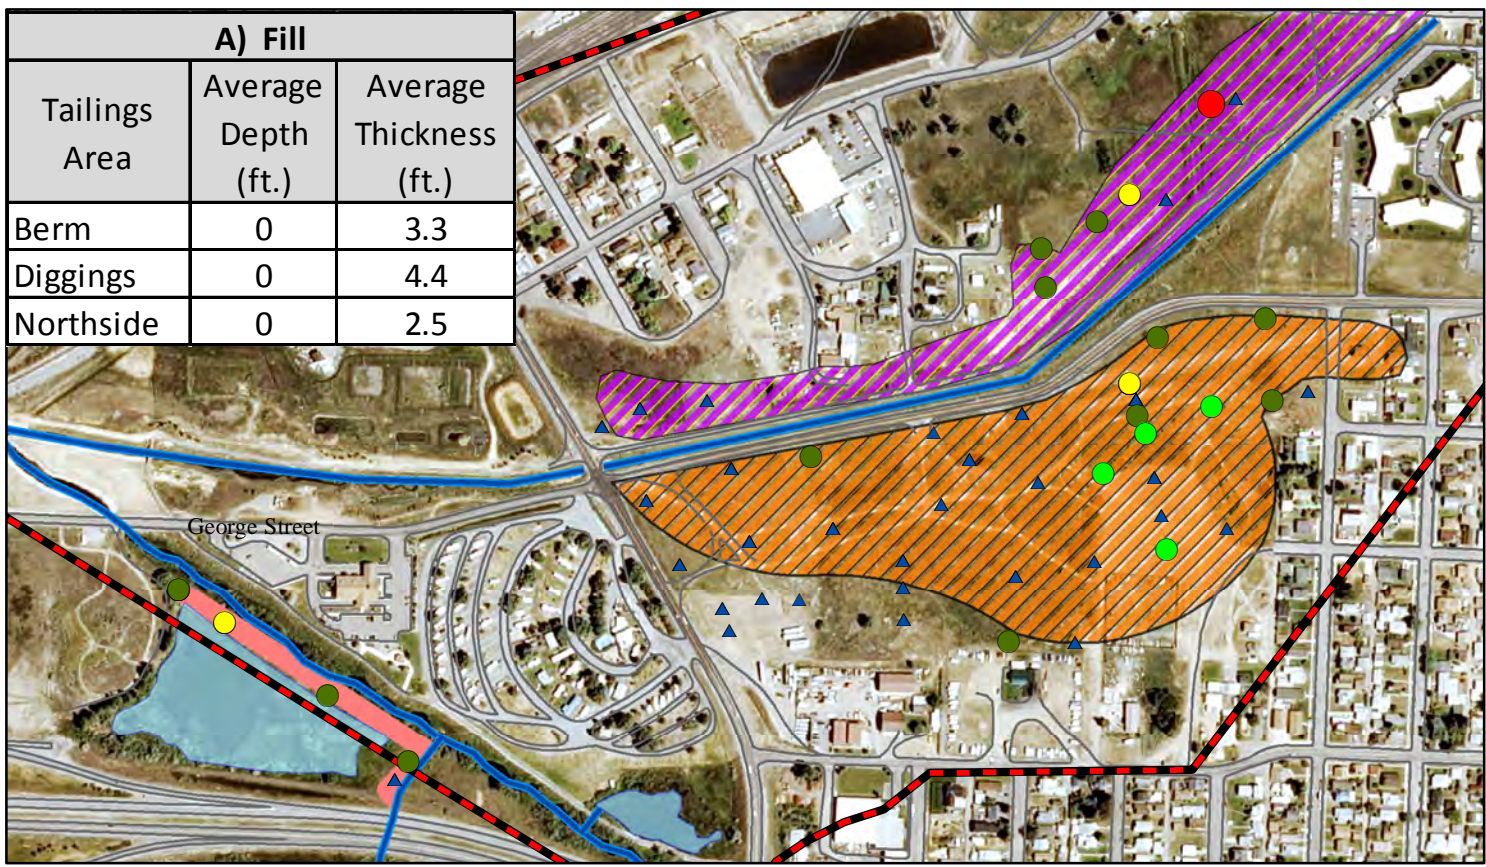 A) Fill
Tailings Area
Average Depth (ft.)
Average Thickness (ft.)
Berm 0 3.3
Diggings 0 4.4
Northside 0 2.5
George Street